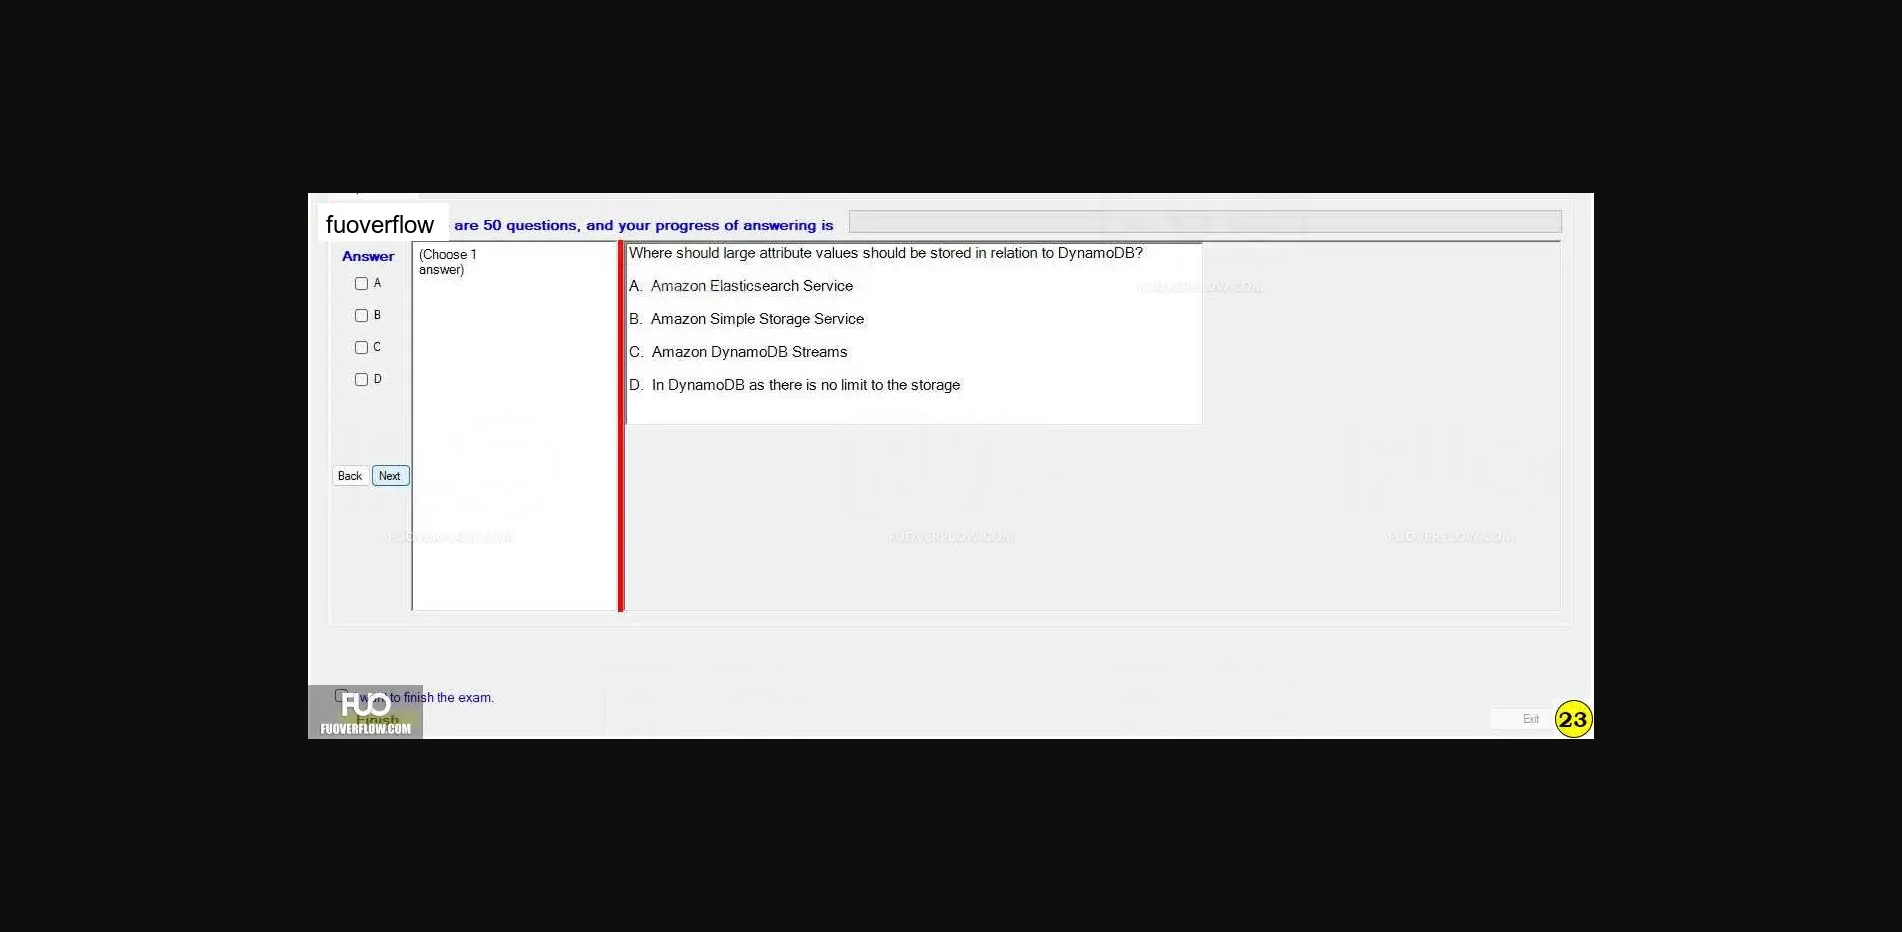 fuoverflow are 50 questions, and your progress of answering is
Answer
A
B
C
D
Back Next
(Choose 1
answer)
Where should large attribute values should be stored in relation to DynamoDB?
A. Amazon Elasticsearch Service
B. Amazon Simple Storage Service
C. Amazon DynamoDB Streams
D. In DynamoDB as there is no limit to the storage
FUOVERFLOW.COM
FUOVERFLOW.COM
FUOVERFLOW.COM
FUOVERFLOW.COM
I want to finish the exam.
FUO
Finish
FUOVERFLOW.COM
Exit
23